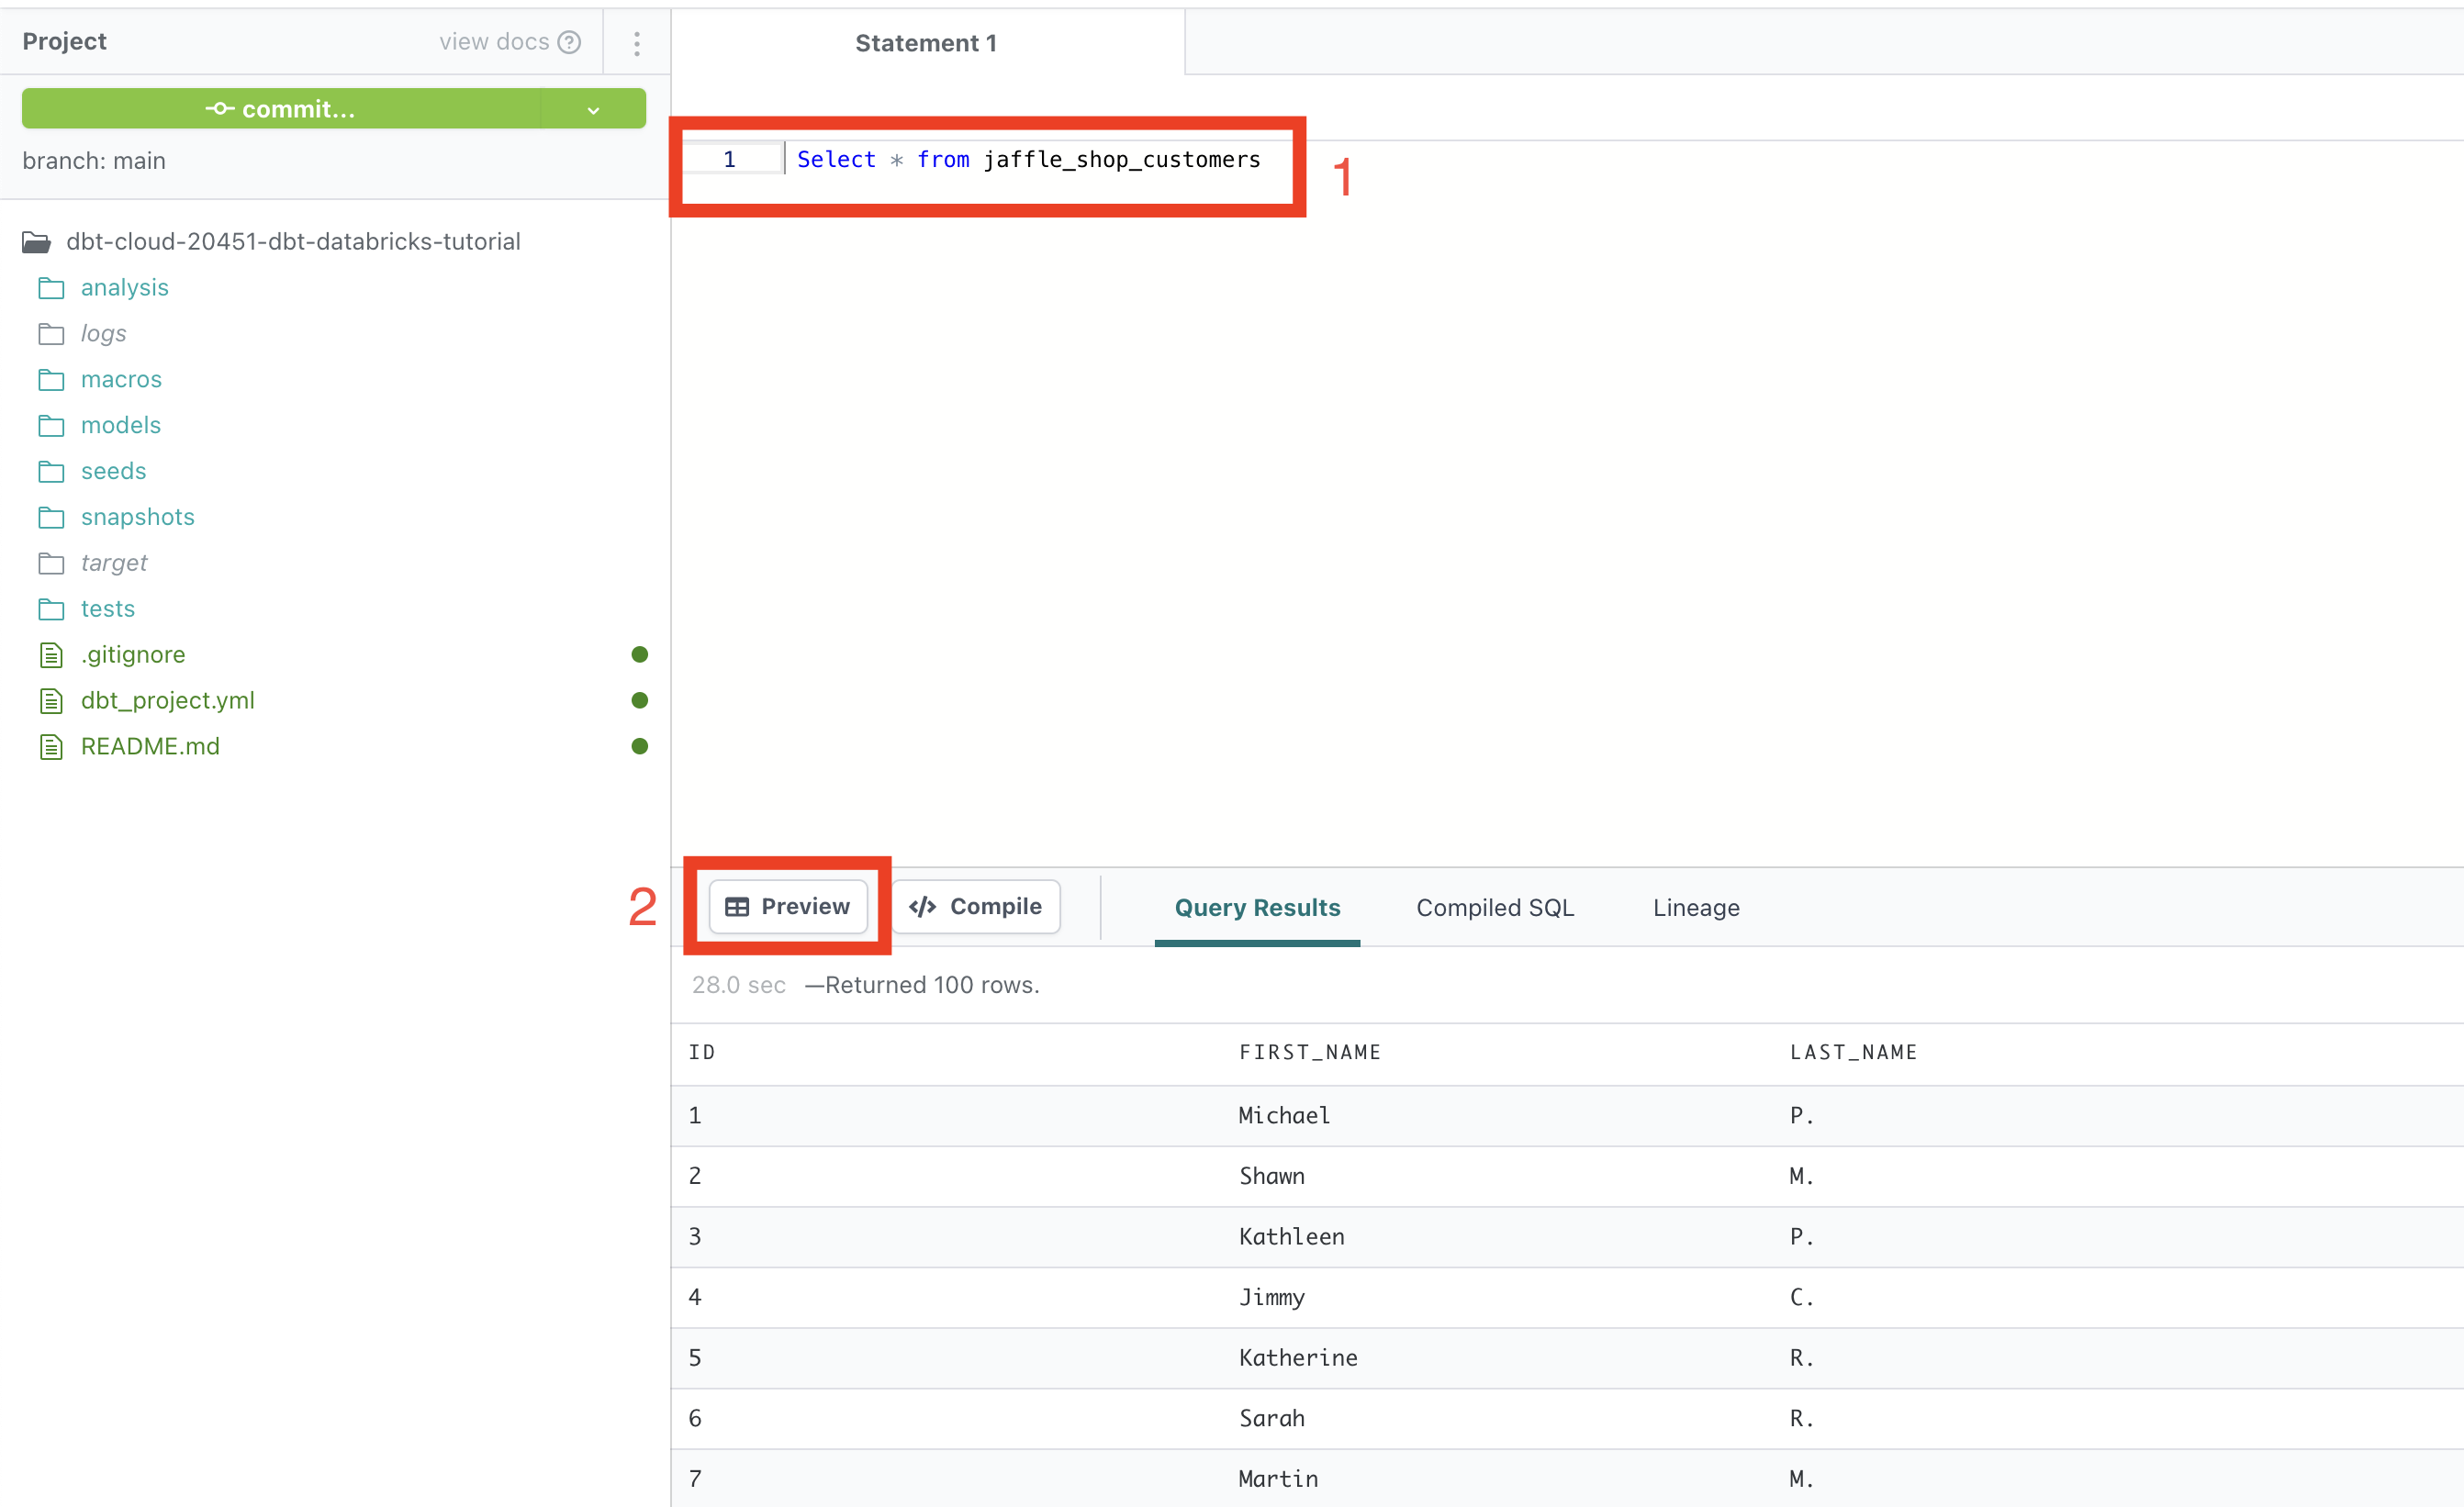 Project
view docs
commit...
branch: main
dbt-cloud-20451-dbt-databricks-tutorial
analysis
logs
macros
models
seeds
snapshots
target
tests
.gitignore
dbt_project.yml
README.md
Statement 1
1 Select * from jaffle_shop_customers
1
2
Preview
Compile
Query Results
Compiled SQL
Lineage
28.0 sec —Returned 100 rows.
ID FIRST_NAME LAST_NAME
1 Michael P.
2 Shawn M.
3 Kathleen P.
4 Jimmy C.
5 Katherine R.
6 Sarah R.
7 Martin M.